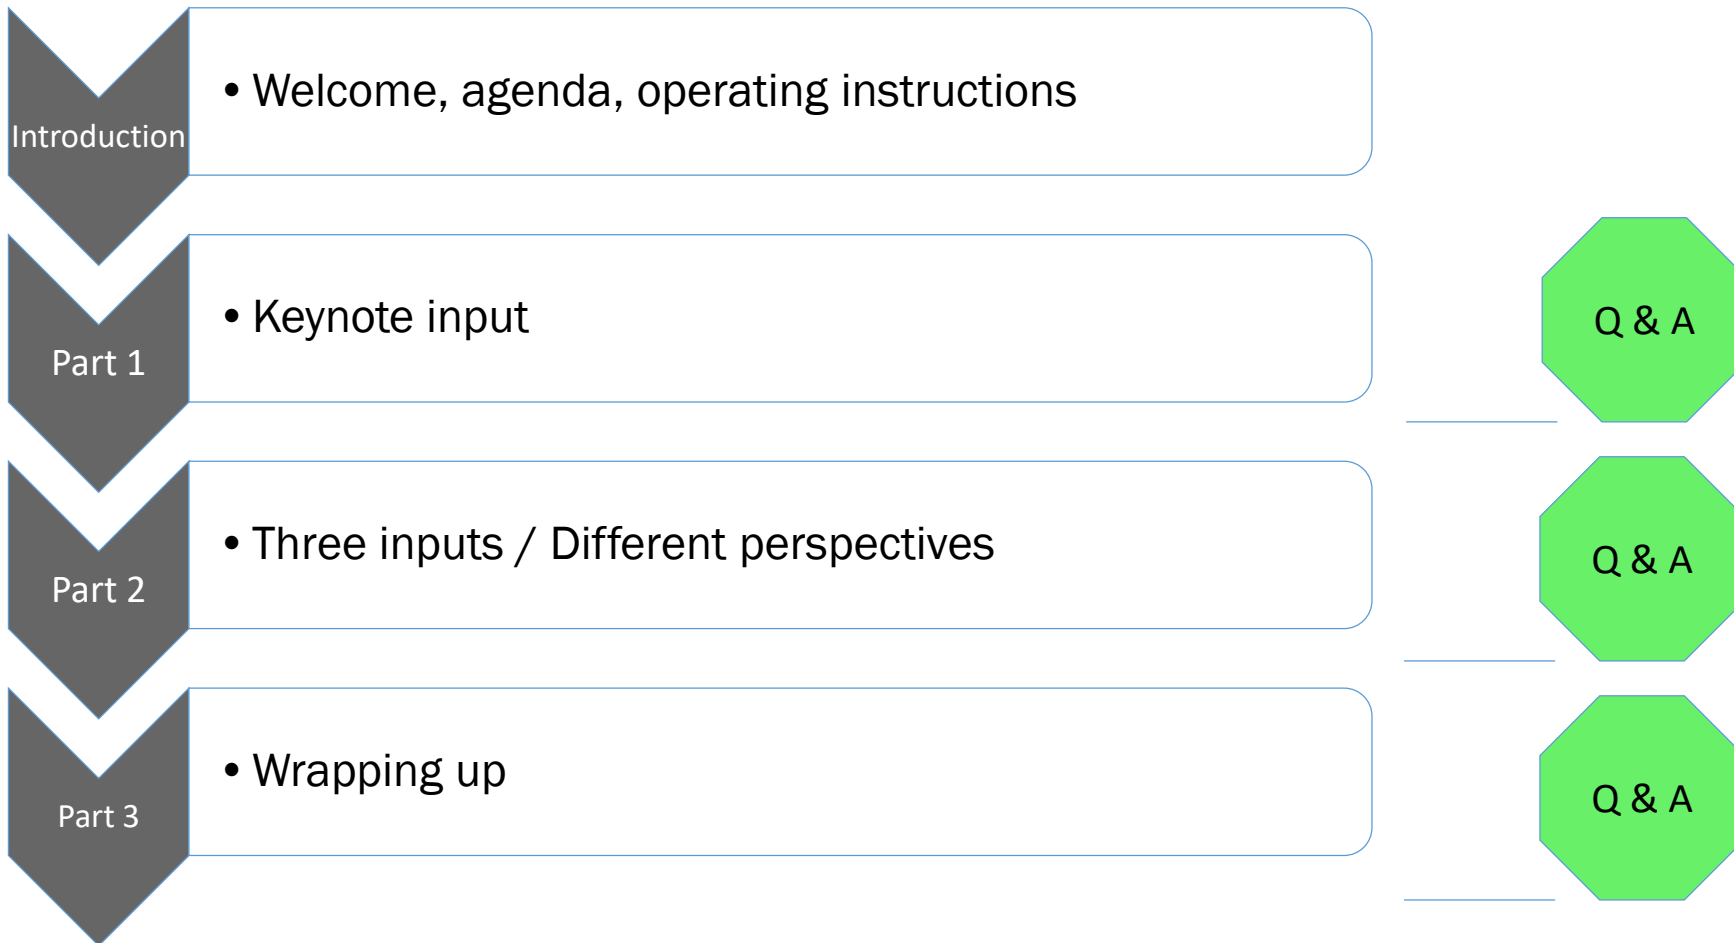 Introduction
• Welcome, agenda, operating instructions
Part 1
• Keynote input
Q & A
Part 2
• Three inputs / Different perspectives
Q & A
Part 3
• Wrapping up
Q & A